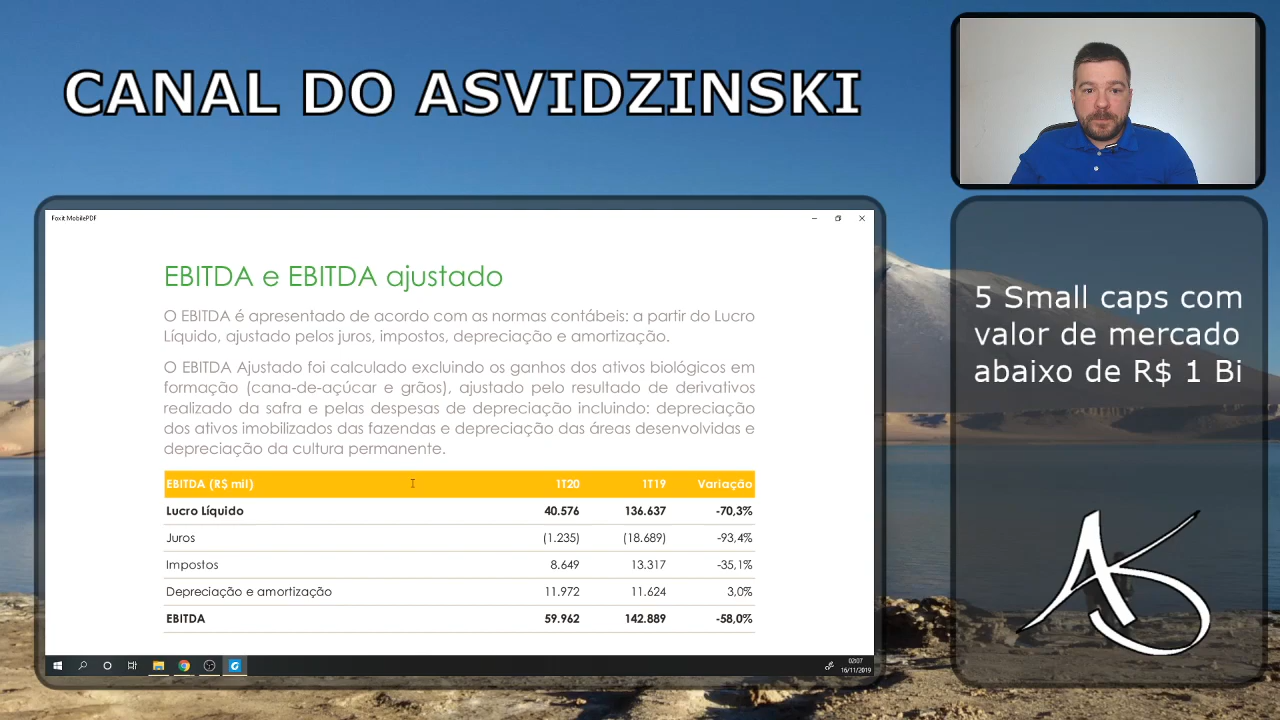 CANAL DO ASVIDZINSKI
Foxit MobilePDF
EBITDA e EBITDA ajustado
O EBITDA é apresentado de acordo com as normas contábeis: a partir do Lucro
Líquido, ajustado pelos juros, impostos, depreciação e amortização.
O EBITDA Ajustado foi calculado excluindo os ganhos dos ativos biológicos em
formação (cana-de-açúcar e grãos), ajustado pelo resultado de derivativos
realizado da safra e pelas despesas de depreciação incluindo: depreciação
dos ativos imobilizados das fazendas e depreciação das áreas desenvolvidas e
depreciação da cultura permanente.
EBITDA (R$ mil) 1T20 1T19 Variação
Lucro Líquido 40.576 136.637 -70,3%
Juros (1.235) (18.689) -93,4%
Impostos 8.649 13.317 -35,1%
Depreciação e amortização 11.972 11.624 3,0%
EBITDA 59.962 142.889 -58,0%
02:07
16/11/2019
5 Small caps com
valor de mercado
abaixo de R$ 1 Bi